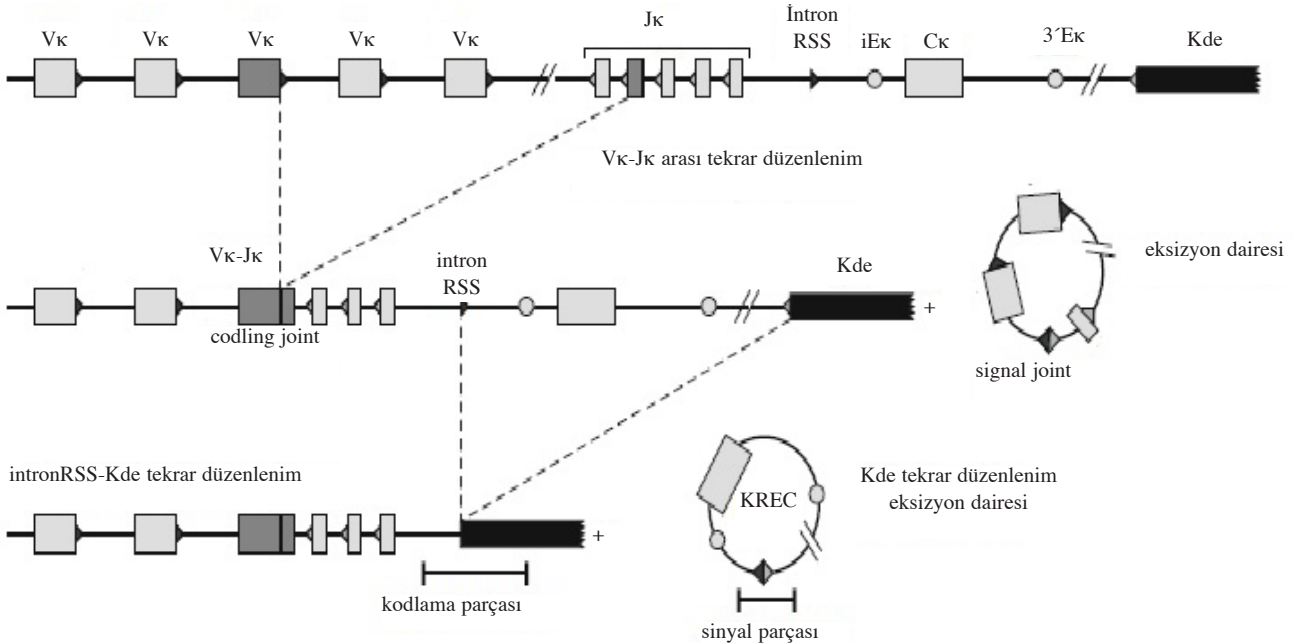 Vκ Vκ Vκ Vκ Vκ Jκ İntron RSS iEκ Cκ 3´Eκ Kde
Vκ-Jκ arası tekrar düzenlenim
Vκ-Jκ
intron
RSS
Kde
+
eksizyon dairesi
codling joint
signal joint
intronRSS-Kde tekrar düzenlenim
KREC
Kde tekrar düzenlenim
eksizyon dairesi
+
kodlama parçası
sinyal parçası